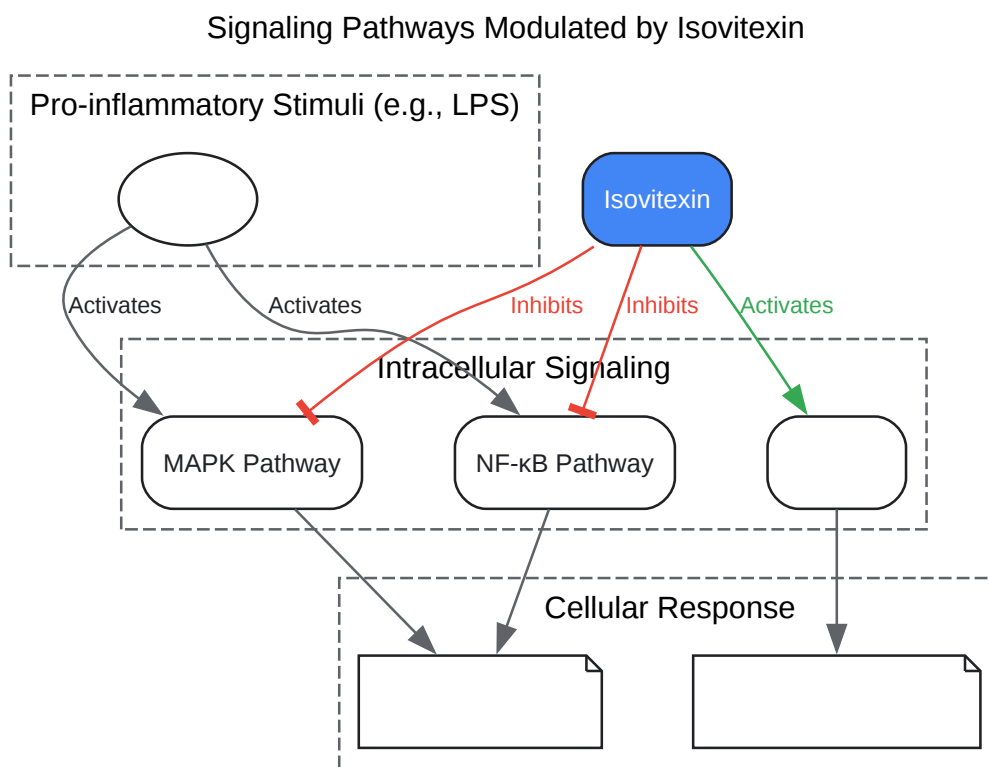 Signaling Pathways Modulated by Isovitexin
Pro-inflammatory Stimuli (e.g., LPS)
Isovitexin
Activates
Activates
Inhibits
Inhibits
Activates
Intracellular Signaling
MAPK Pathway
NF-κB Pathway
Cellular Response